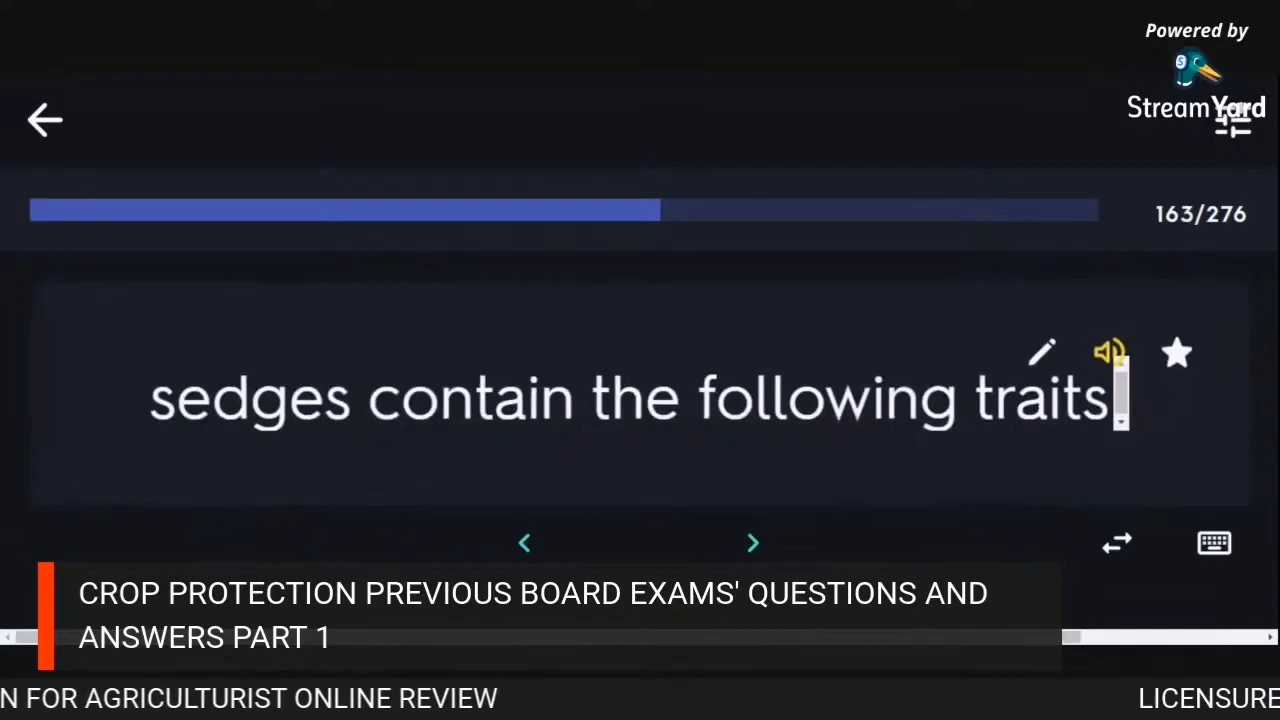 Powered by
StreamYard
163/276
sedges contain the following traits
CROP PROTECTION PREVIOUS BOARD EXAMS' QUESTIONS AND
ANSWERS PART 1
N FOR AGRICULTURIST ONLINE REVIEW LICENSURE